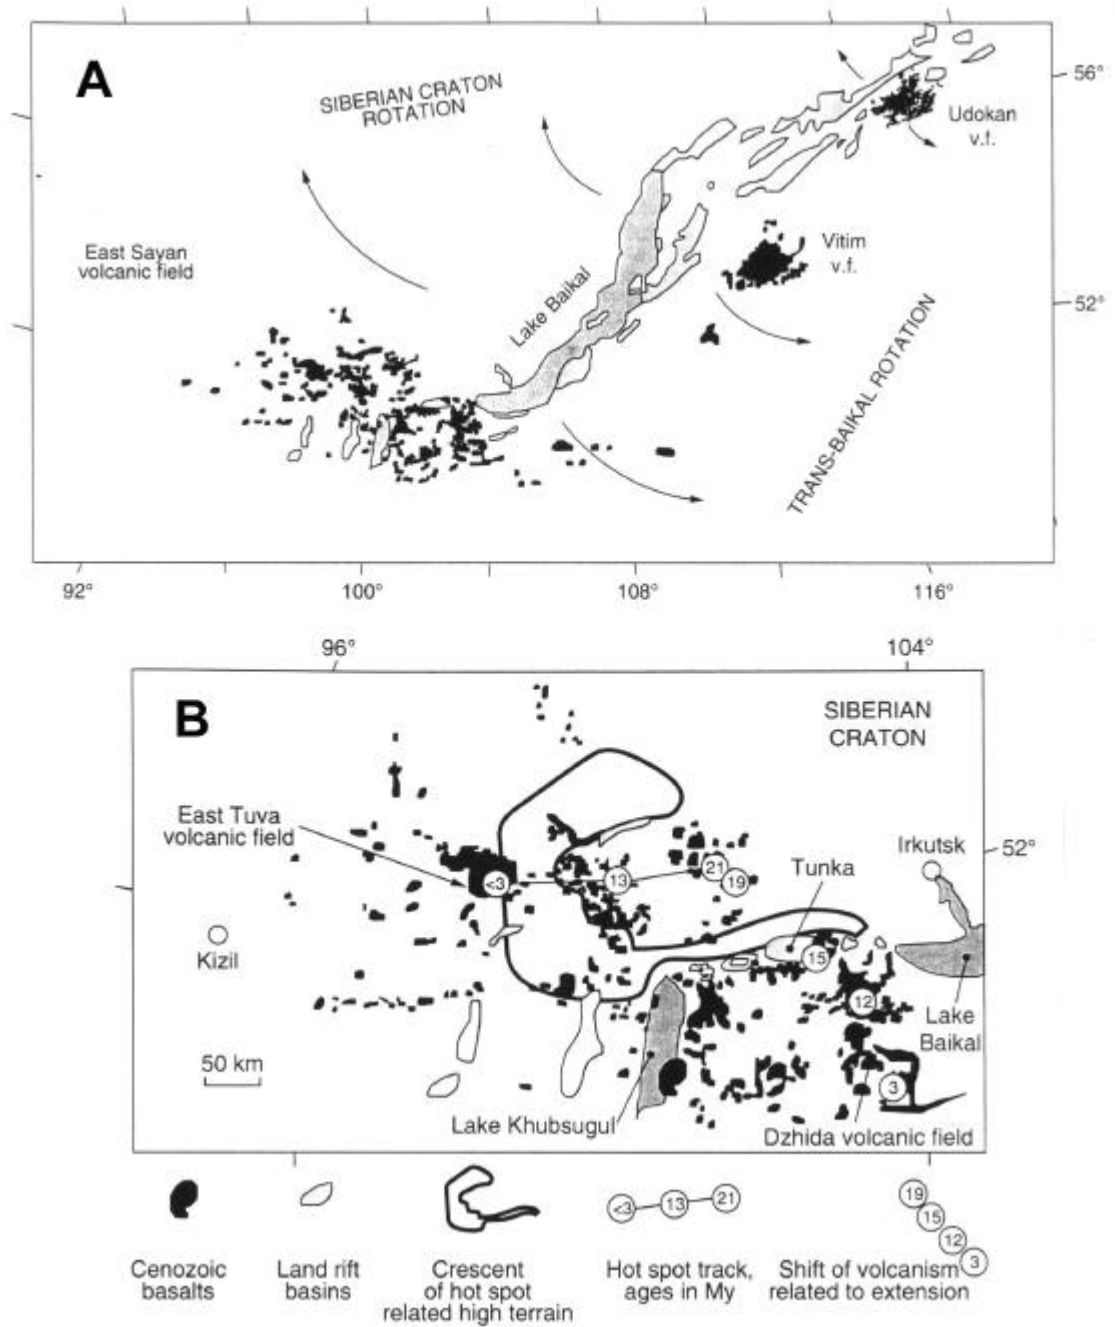 A
SIBERIAN CRATON
ROTATION
56°
Udokan
v.f.
East Sayan
volcanic field
Vitim
v.f.
Lake Baikal
52°
TRANS-BAIKAL ROTATION
92°
100°
108°
116°
96°
104°
B
SIBERIAN
CRATON
East Tuva
volcanic field
Irkutsk
52°
Tunka
<3
13
21
19
Kizil
15
12
Lake
Baikal
50 km
3
Lake Khubsugul
Dzhida volcanic field
<3
13
21
19
15
12
3
Cenozoic
basalts
Land rift
basins
Crescent
of hot spot
related high terrain
Hot spot track,
ages in My
Shift of volcanism
related to extension